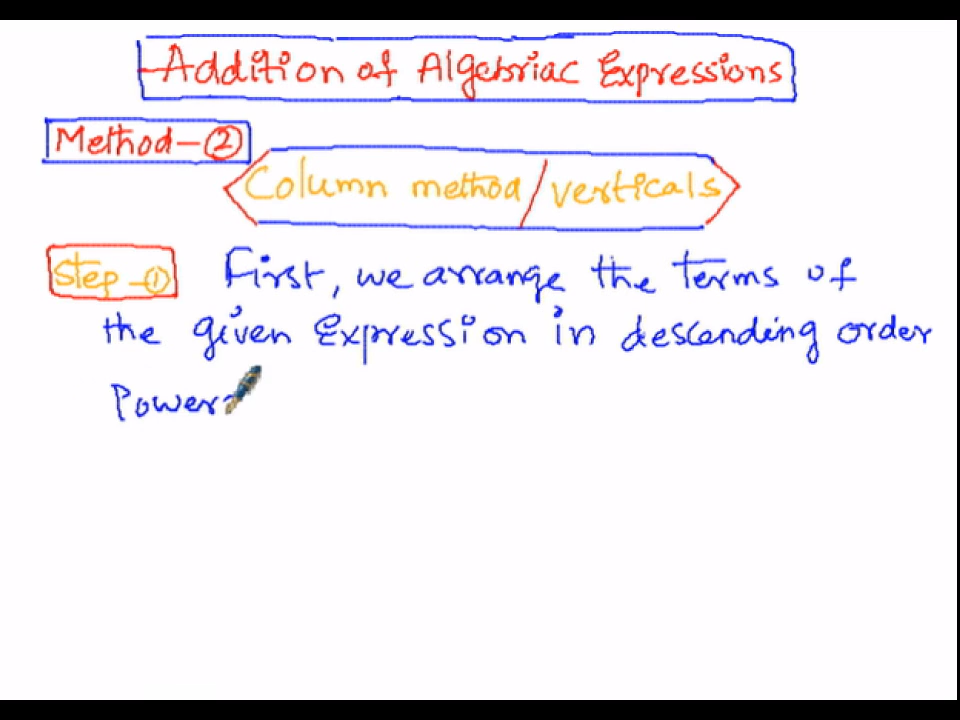 Addition of Algebriac Expressions
Method-②
Column method / verticals
Step-① First, we arrange the terms of
the given Expression in descending order
Powers